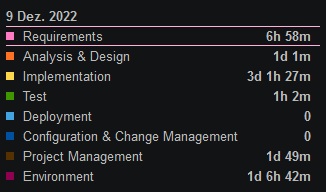 9 Dez. 2022
Requirements 6h 58m
Analysis & Design 1d 1m
Implementation 3d 1h 27m
Test 1h 2m
Deployment 0
Configuration & Change Management 0
Project Management 1d 49m
Environment 1d 6h 42m